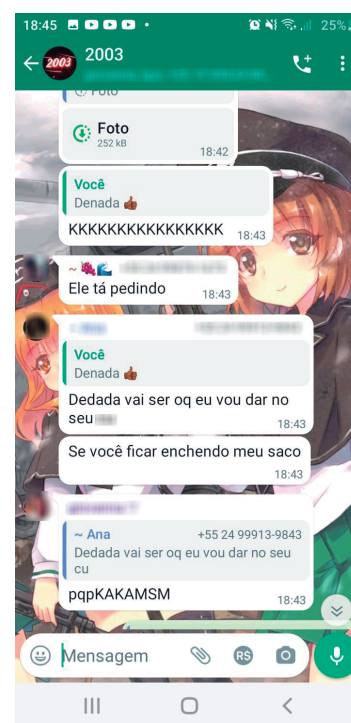 18:45
25%
2003
2003
Foto
Foto
252 kB
18:42
Você
Denada 👍🏾
KKKKKKKKKKKKKKKK
18:43
~ 🍇🌊
Ele tá pedindo
18:43
Você
Denada 👍🏾
Dedada vai ser oq eu vou dar no
seu
18:43
Se você ficar enchendo meu saco
18:43
~ Ana
+55 24 99913-9843
Dedada vai ser oq eu vou dar no seu
cu
pqpKAKAMSM
18:43
Mensagem
R$